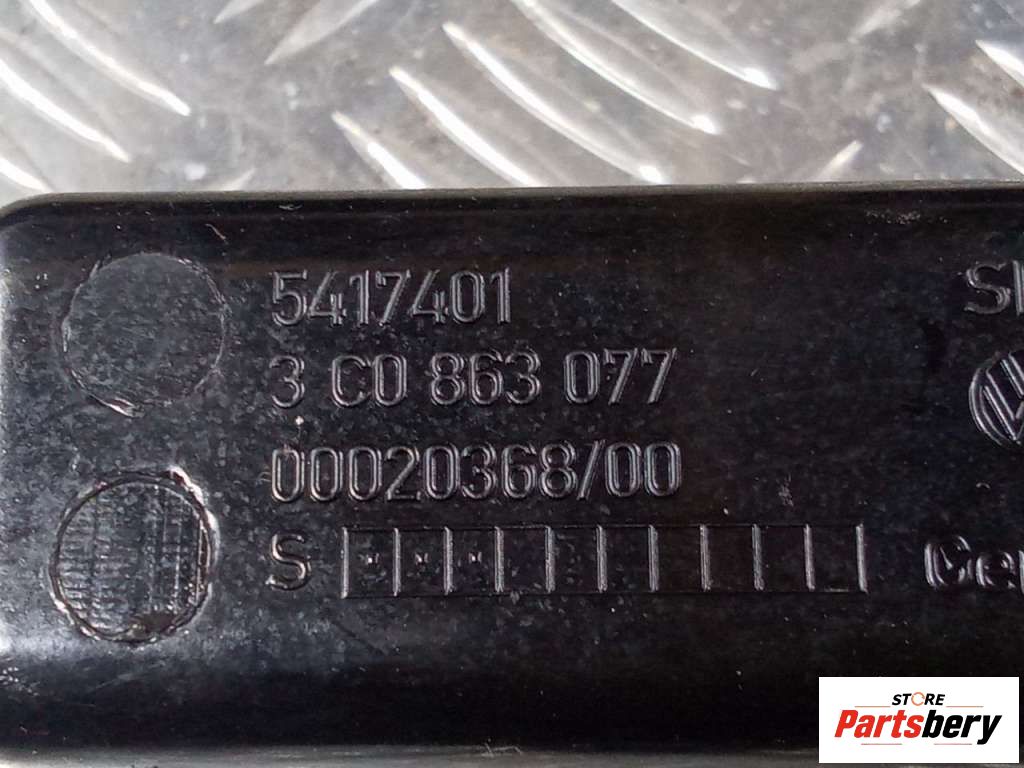 5417401
3 C0 863 077
00020368/00
S
STORE
Partsbery